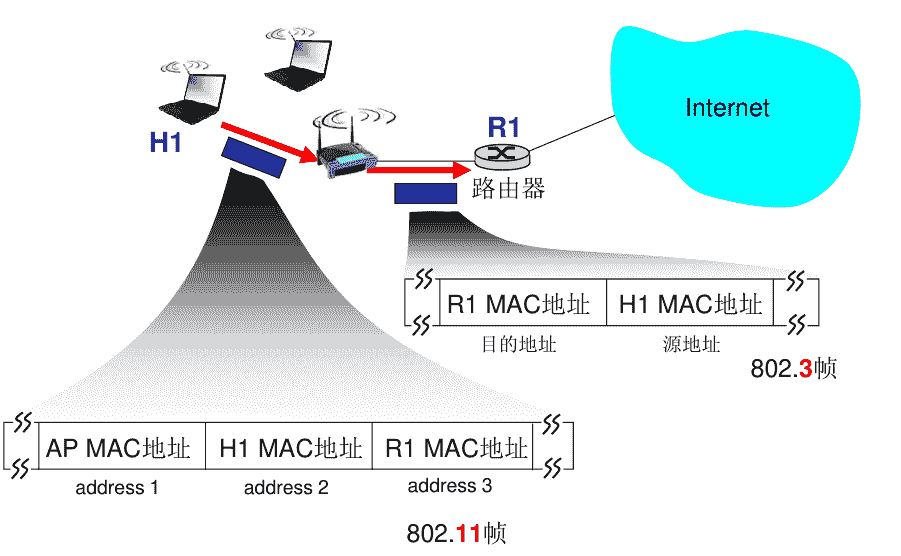 Internet
R1
H1
路由器
R1 MAC地址 H1 MAC地址
目的地址 源地址
802.3帧
AP MAC地址 H1 MAC地址 R1 MAC地址
address 1 address 2 address 3
802.11帧